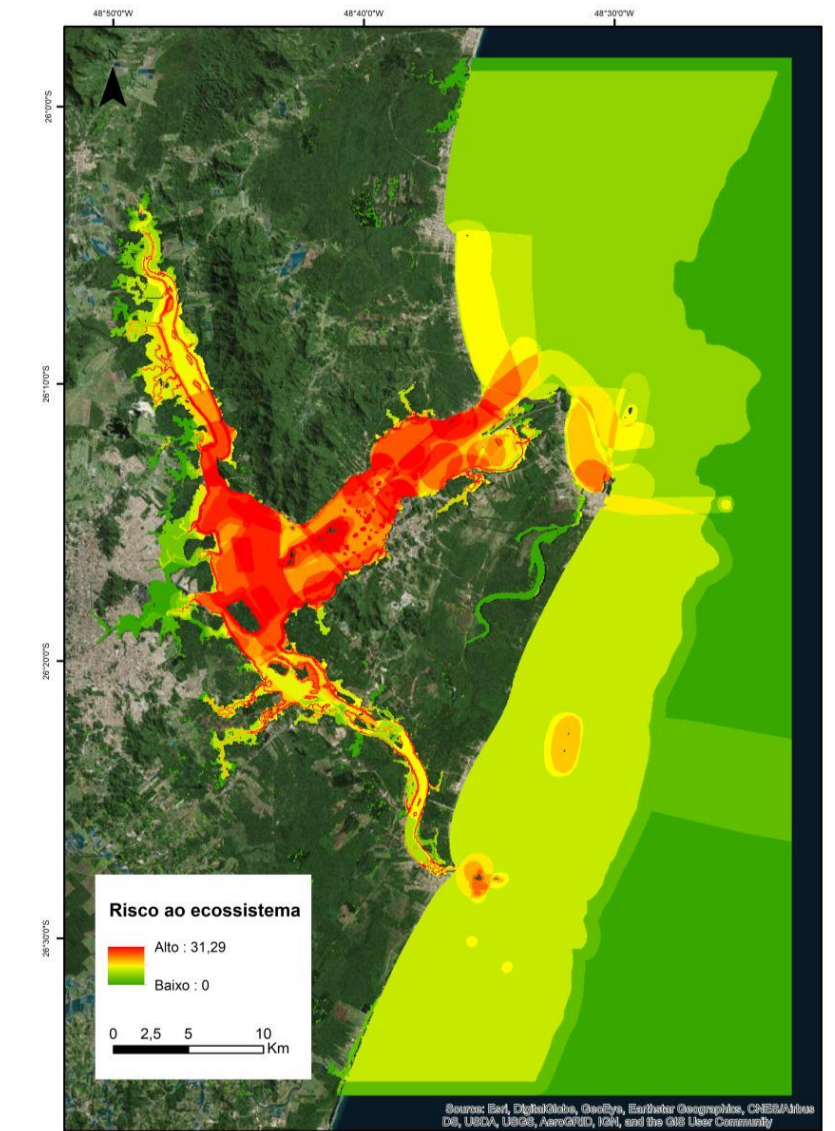 48°50'0"W
48°40'0"W
48°30'0"W
N
26°0'0"S
26°10'0"S
26°20'0"S
26°30'0"S
Risco ao ecossistema
Alto : 31,29
Baixo : 0
0 2,5 5 10
Km
Source: Esri, DigitalGlobe, GeoEye, Earthstar Geographics, CNES/Airbus
DS, USDA, USGS, AeroGRID, IGN, and the GIS User Community